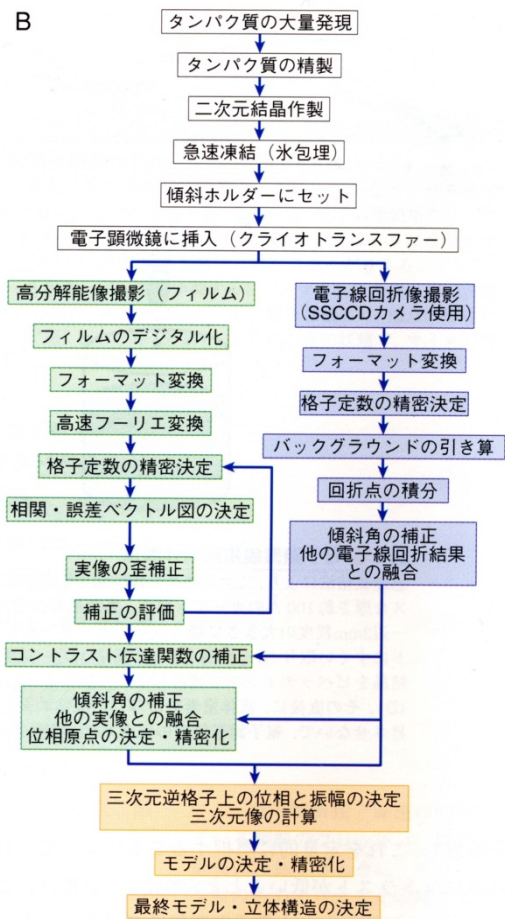 B
タンパク質の大量発現
タンパク質の精製
二次元結晶作製
急速凍結（氷包埋）
傾斜ホルダーにセット
電子顕微鏡に挿入（クライオトランスファー）
高分解能像撮影（フィルム）
フィルムのデジタル化
フォーマット変換
高速フーリエ変換
格子定数の精密決定
相関・誤差ベクトル図の決定
実像の歪補正
補正の評価
コントラスト伝達関数の補正
傾斜角の補正
他の実像との融合
位相原点の決定・精密化
電子線回折像撮影
(SSCCDカメラ使用)
フォーマット変換
格子定数の精密決定
バックグラウンドの引き算
回折点の積分
傾斜角の補正
他の電子線回折結果
との融合
三次元逆格子上の位相と振幅の決定
三次元像の計算
モデルの決定・精密化
最終モデル・立体構造の決定